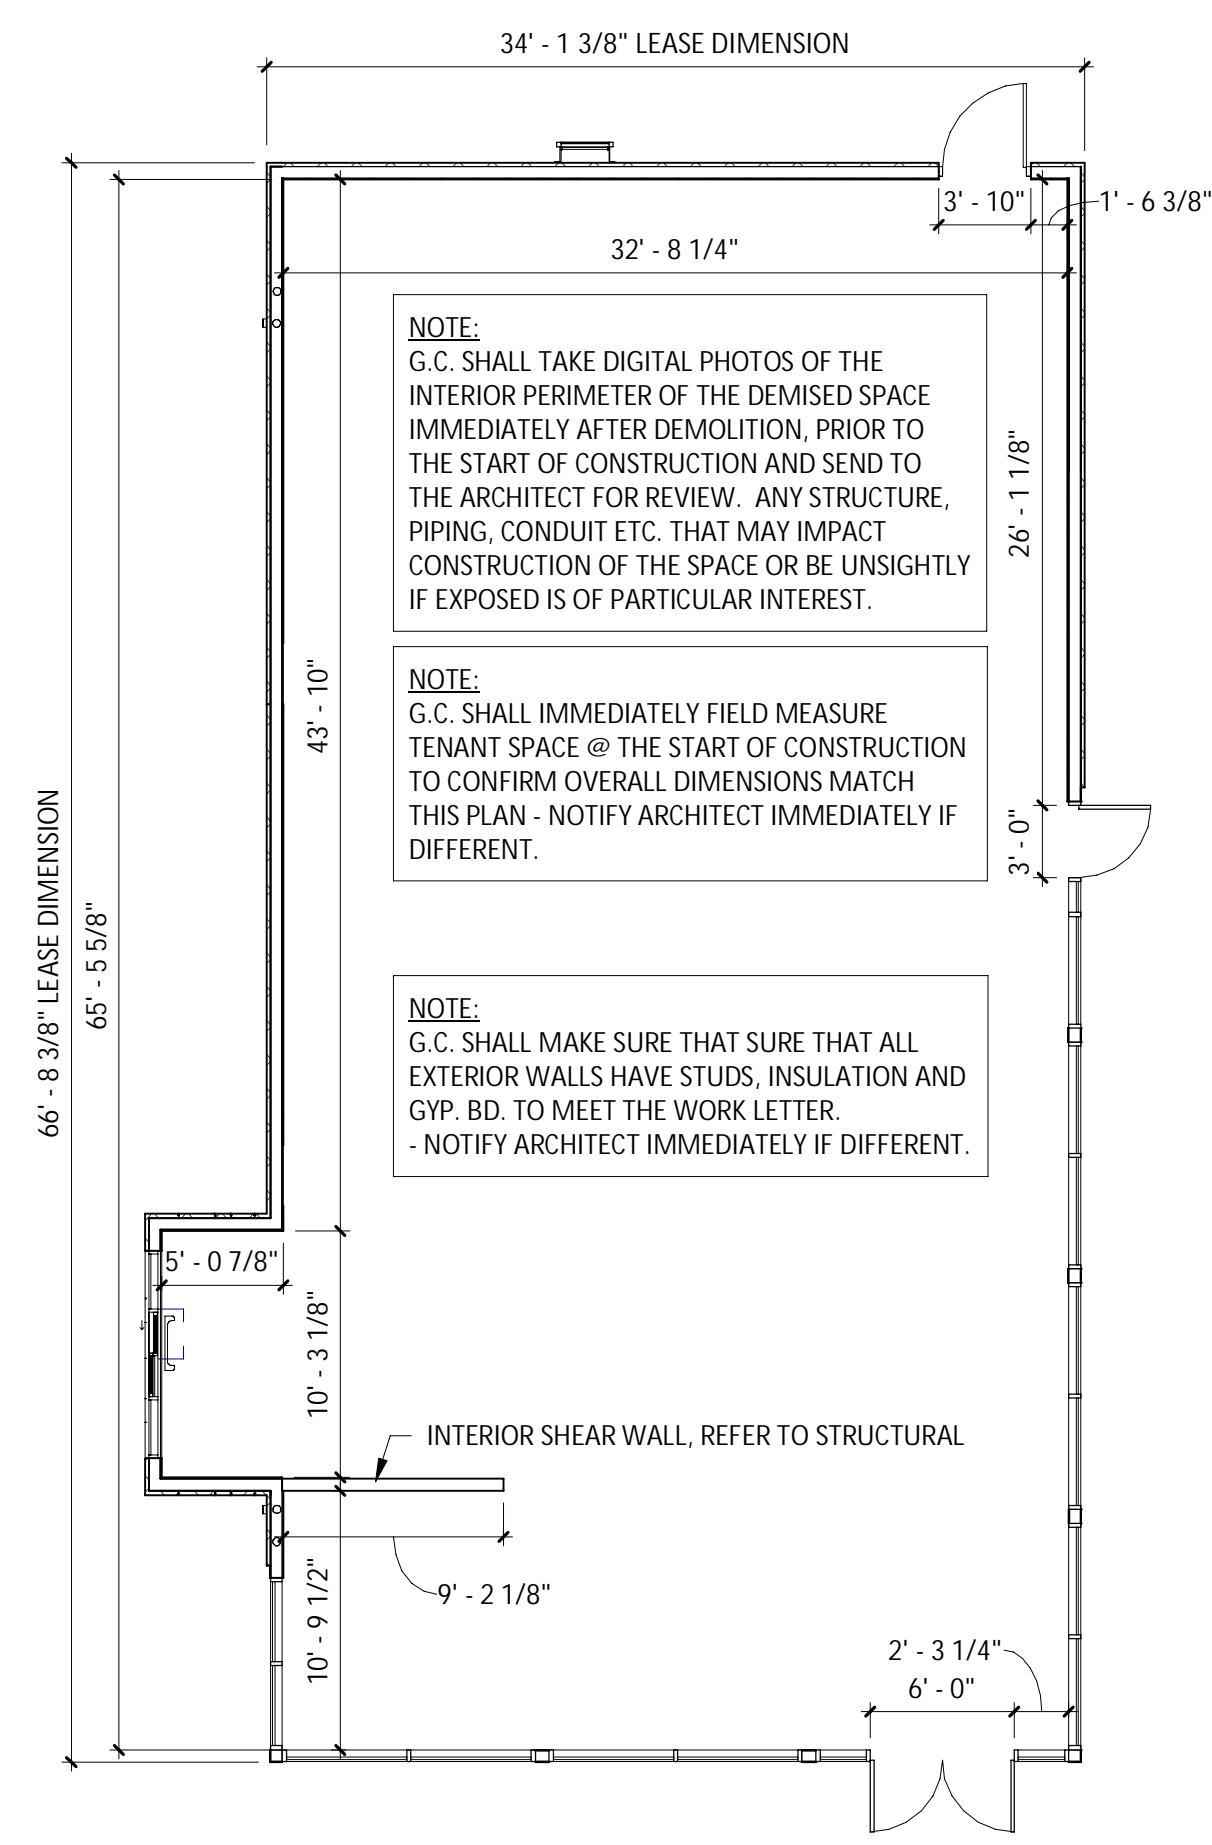 34' - 1 3/8" LEASE DIMENSION
3' - 10"
1' - 6 3/8"
32' - 8 1/4"
NOTE:
G.C. SHALL TAKE DIGITAL PHOTOS OF THE
INTERIOR PERIMETER OF THE DEMISED SPACE
IMMEDIATELY AFTER DEMOLITION, PRIOR TO
THE START OF CONSTRUCTION AND SEND TO
THE ARCHITECT FOR REVIEW. ANY STRUCTURE,
PIPING, CONDUIT ETC. THAT MAY IMPACT
CONSTRUCTION OF THE SPACE OR BE UNSIGHTLY
IF EXPOSED IS OF PARTICULAR INTEREST.
26' - 1 1/8"
43' - 10"
NOTE:
G.C. SHALL IMMEDIATELY FIELD MEASURE
TENANT SPACE @ THE START OF CONSTRUCTION
TO CONFIRM OVERALL DIMENSIONS MATCH
THIS PLAN - NOTIFY ARCHITECT IMMEDIATELY IF
DIFFERENT.
3' - 0"
66' - 8 3/8" LEASE DIMENSION
65' - 5 5/8"
NOTE:
G.C. SHALL MAKE SURE THAT SURE THAT ALL
EXTERIOR WALLS HAVE STUDS, INSULATION AND
GYP. BD. TO MEET THE WORK LETTER.
- NOTIFY ARCHITECT IMMEDIATELY IF DIFFERENT.
5' - 0 7/8"
10' - 3 1/8"
INTERIOR SHEAR WALL, REFER TO STRUCTURAL
9' - 2 1/8"
10' - 9 1/2"
2' - 3 1/4"
6' - 0"